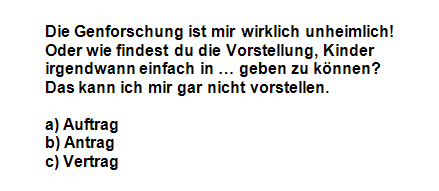 Die Genforschung ist mir wirklich unheimlich!
Oder wie findest du die Vorstellung, Kinder
irgendwann einfach in … geben zu können?
Das kann ich mir gar nicht vorstellen.

a) Auftrag
b) Antrag
c) Vertrag